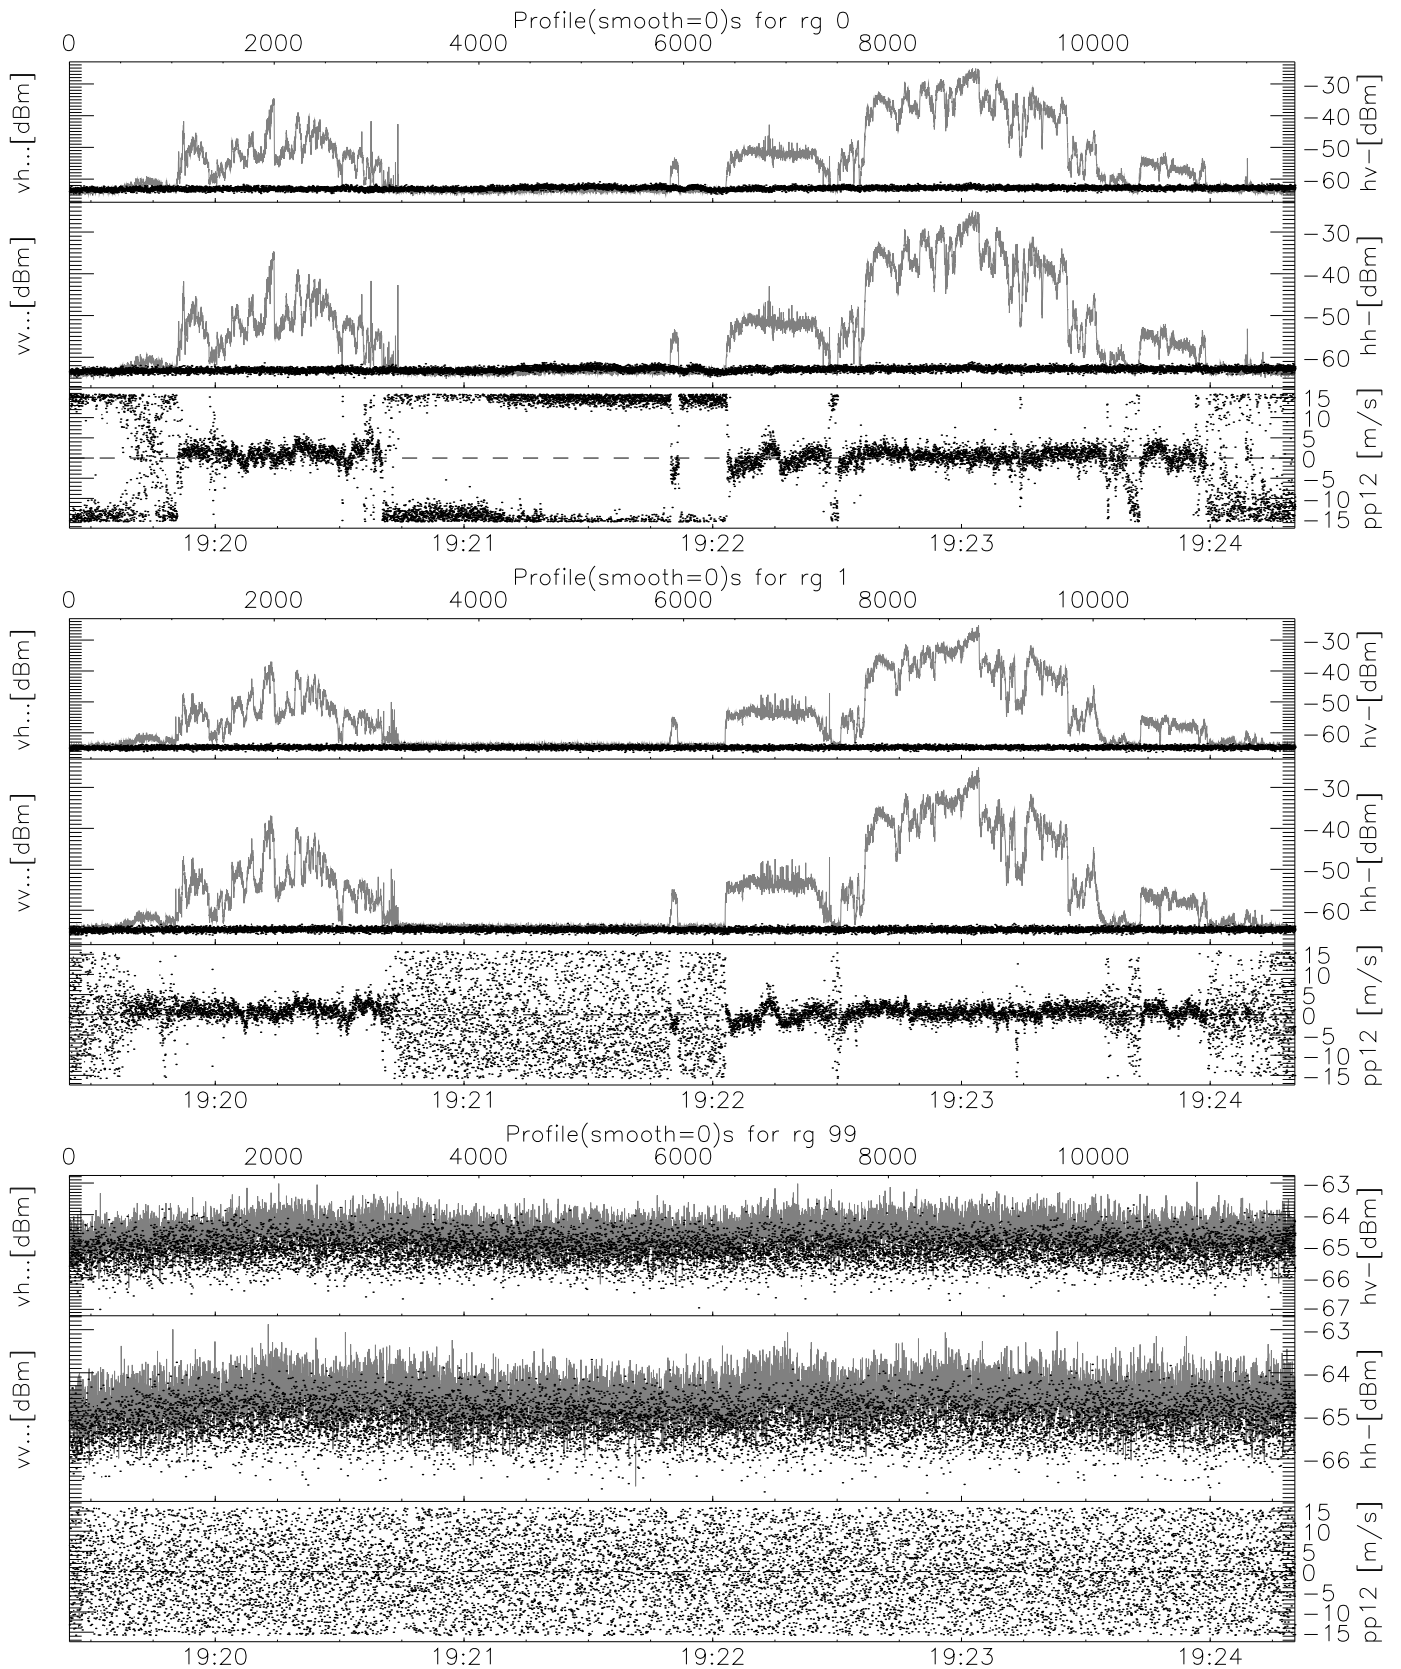 Profile(smooth=0)s for rg 0
0 2000 4000 6000 8000 10000
vh...[dBm]
-30
-40
-50
-60
hv-[dBm]
vv...[dBm]
-30
-40
-50
-60
hh-[dBm]
15
10
5
0
-5
-10
-15
pp12 [m/s]
19:20 19:21 19:22 19:23 19:24
Profile(smooth=0)s for rg 1
0 2000 4000 6000 8000 10000
vh...[dBm]
-30
-40
-50
-60
hv-[dBm]
vv...[dBm]
-30
-40
-50
-60
hh-[dBm]
15
10
5
0
-5
-10
-15
pp12 [m/s]
19:20 19:21 19:22 19:23 19:24
Profile(smooth=0)s for rg 99
0 2000 4000 6000 8000 10000
vh...[dBm]
-63
-64
-65
-66
-67
hv-[dBm]
vv...[dBm]
-63
-64
-65
-66
hh-[dBm]
15
10
5
0
-5
-10
-15
pp12 [m/s]
19:20 19:21 19:22 19:23 19:24